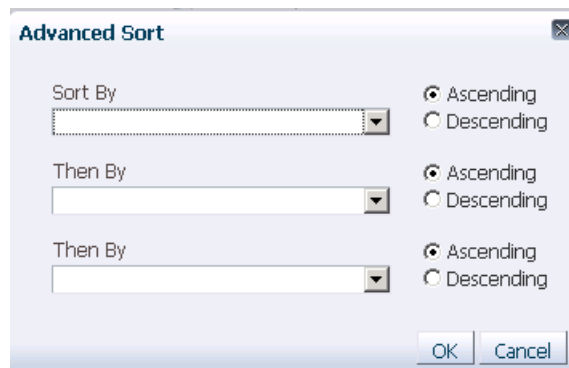 Advanced Sort
Sort By
Ascending
Descending
Then By
Ascending
Descending
Then By
Ascending
Descending
OK Cancel